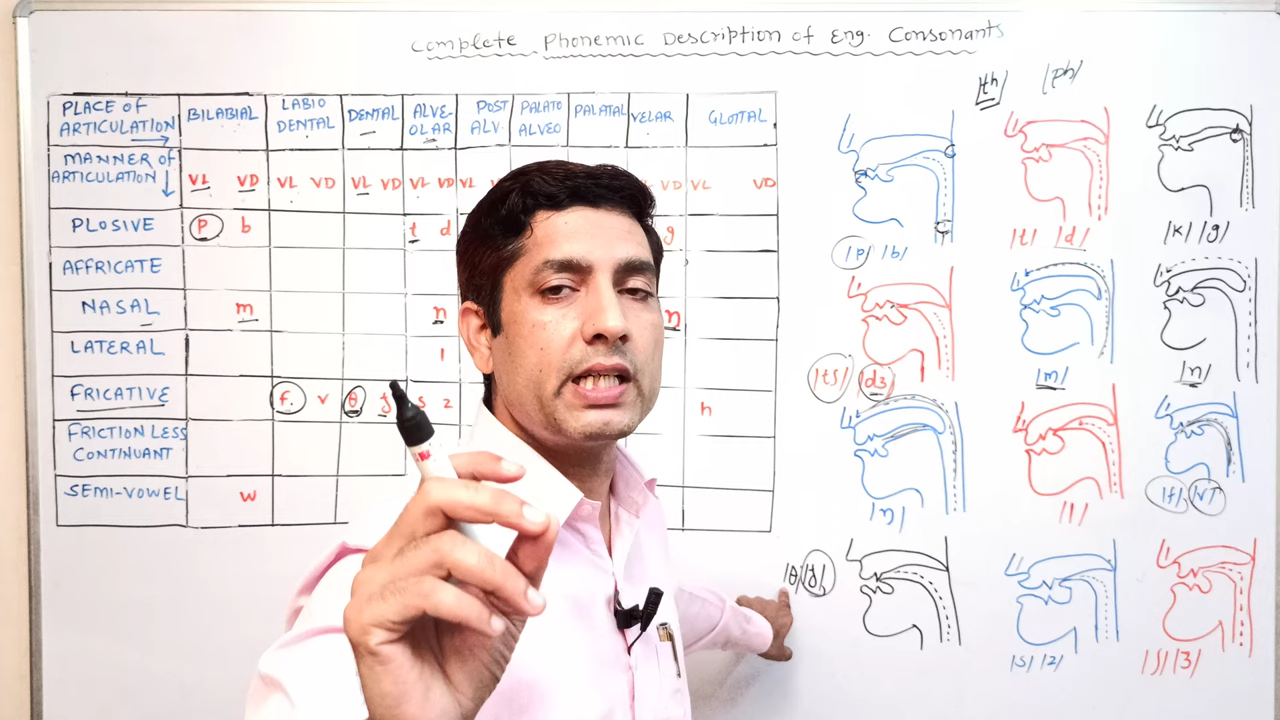 Complete Phonemic Description of Eng. Consonants
|th| |ph|
PLACE OF ARTICULATION BILABIAL LABIO DENTAL DENTAL ALVE-OLAR POST ALV. PALATO ALVEO PALATAL VELAR GLOTTAL
MANNER OF ARTICULATION VL VD VL VD VL VD VL VD VL VD VL VD
PLOSIVE p b t d g
AFFRICATE
NASAL m n ŋ
LATERAL l
FRICATIVE f v θ ð s z h
FRICTION LESS CONTINUANT
SEMI-VOWEL w
|p| |b| |t| |d| |k| |g|
|tʃ| |dʒ| |m| |n|
|ŋ| |l| |f| |v|
|θ| |ð| |s| |z| |ʃ| |ʒ|